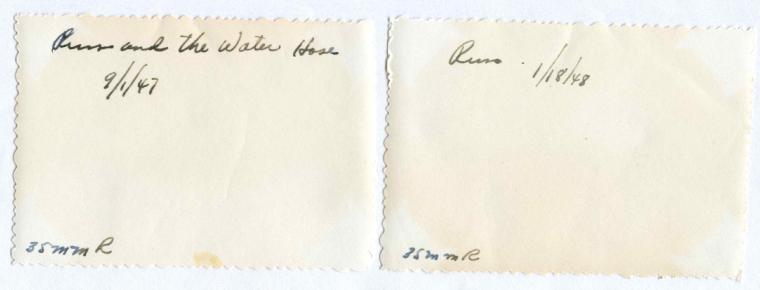 Russ and the Water Hose
9/1/47
35mm R
Russ. 1/18/48
35mm R